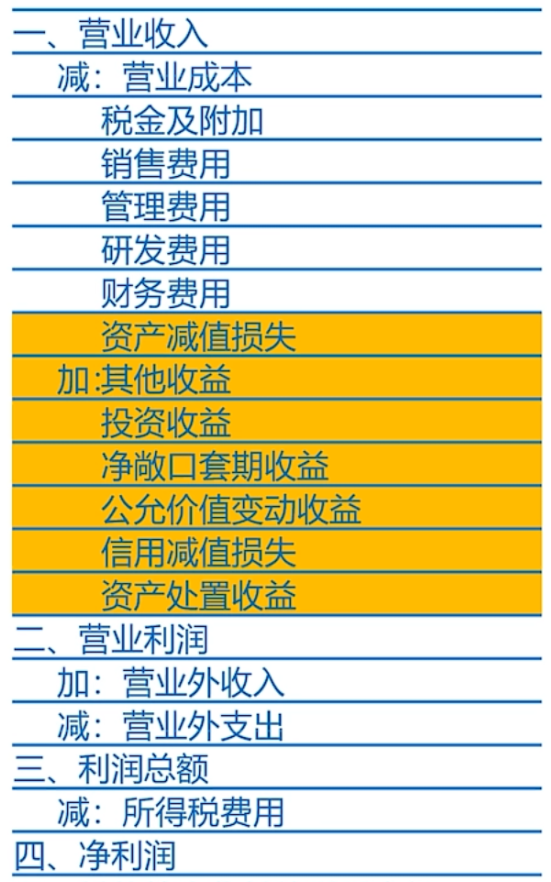 一、营业收入
减：营业成本
税金及附加
销售费用
管理费用
研发费用
财务费用
资产减值损失
加:其他收益
投资收益
净敞口套期收益
公允价值变动收益
信用减值损失
资产处置收益
二、营业利润
加：营业外收入
减：营业外支出
三、利润总额
减：所得税费用
四、净利润